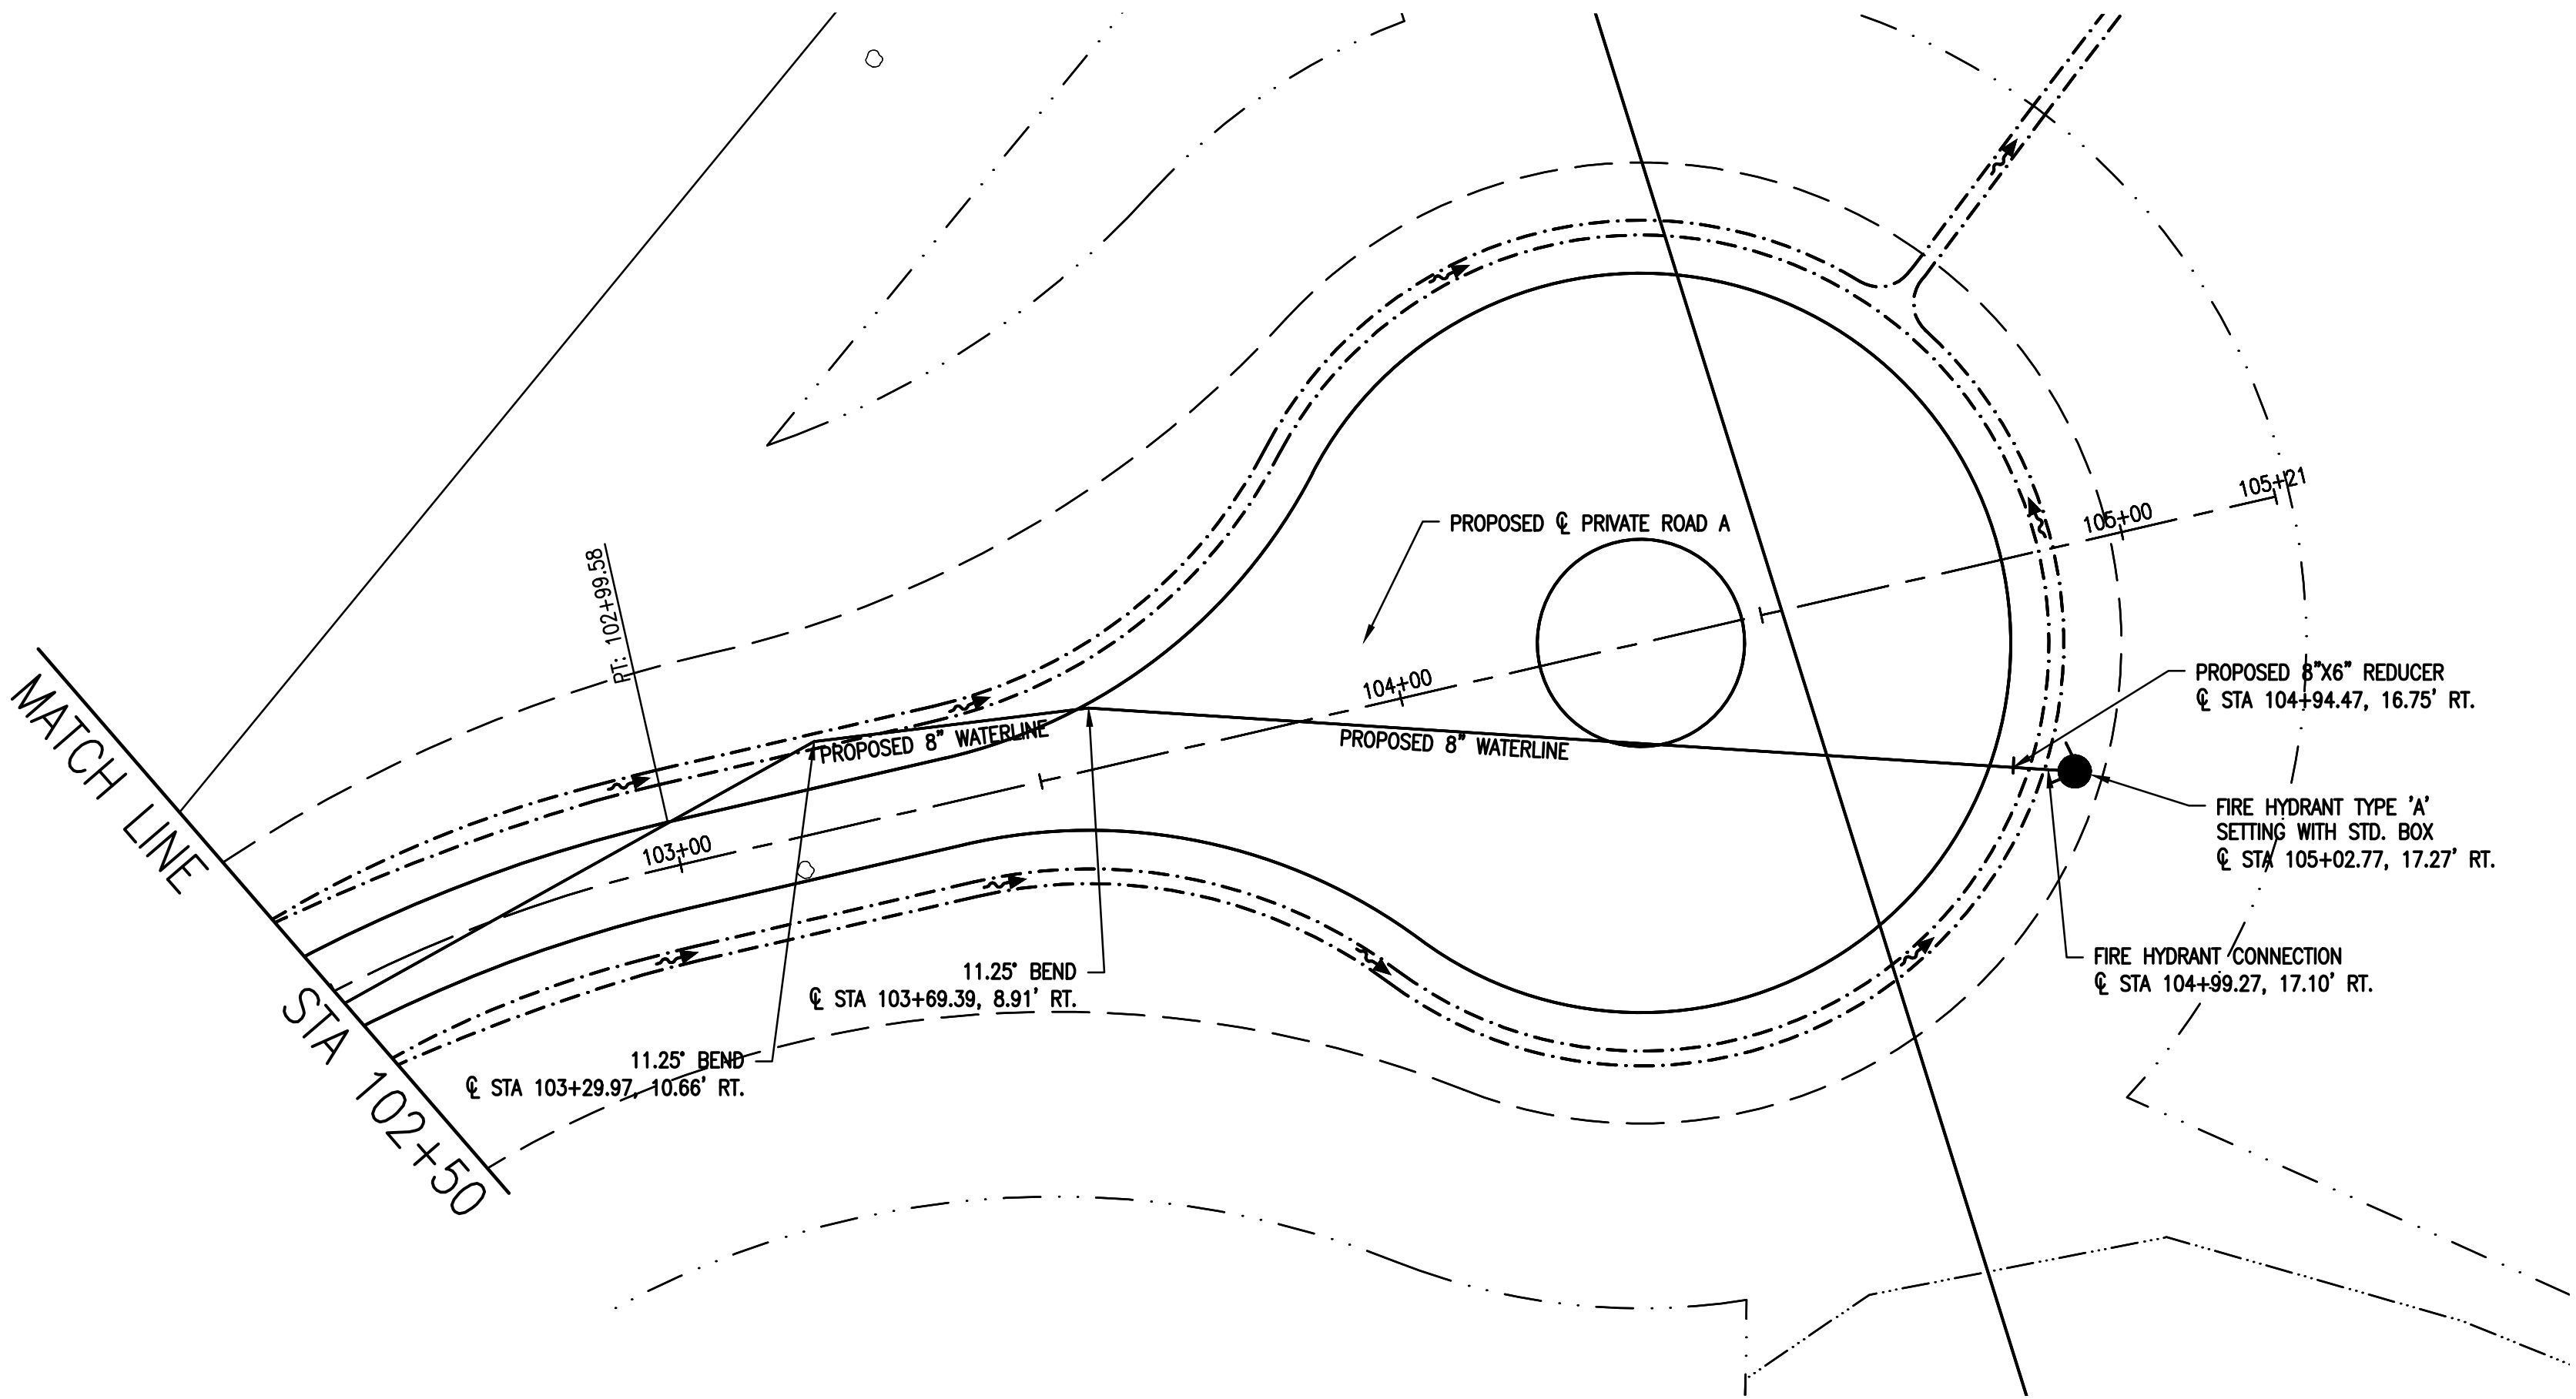 PROPOSED ℄ PRIVATE ROAD A
105+21
105+00
PT: 102+99.58
104+00
PROPOSED 8"X6" REDUCER
℄ STA 104+94.47, 16.75' RT.
PROPOSED 8" WATERLINE
PROPOSED 8" WATERLINE
103+00
FIRE HYDRANT TYPE 'A'
SETTING WITH STD. BOX
℄ STA 105+02.77, 17.27' RT.
MATCH LINE
STA 102+50
11.25° BEND
℄ STA 103+69.39, 8.91' RT.
FIRE HYDRANT CONNECTION
℄ STA 104+99.27, 17.10' RT.
11.25° BEND
℄ STA 103+29.97, 10.66' RT.